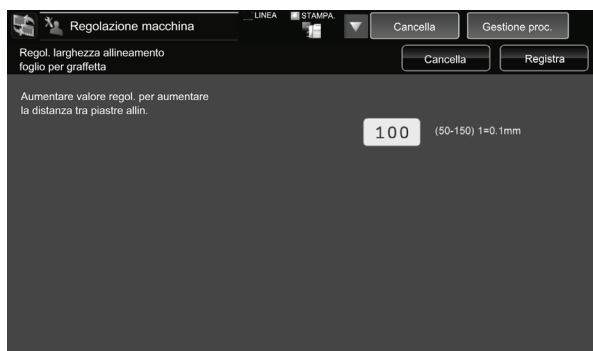 Regolazione macchina
LINEA
STAMPA.
Cancella
Gestione proc.
Regol. larghezza allineamento
foglio per graffetta
Cancella
Registra
Aumentare valore regol. per aumentare
la distanza tra piastre allin.
100
(50-150) 1=0.1mm